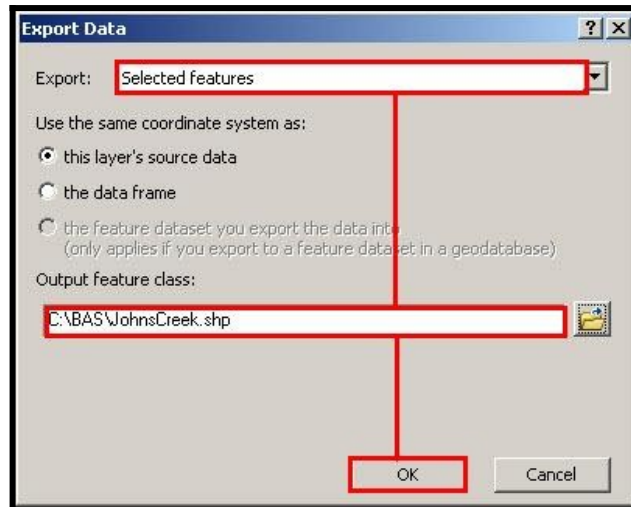 Export Data
Export: Selected features
Use the same coordinate system as:
this layer's source data
the data frame
the feature dataset you export the data into
(only applies if you export to a feature dataset in a geodatabase)
Output feature class:
C:\BAS\JohnsCreek.shp
OK Cancel